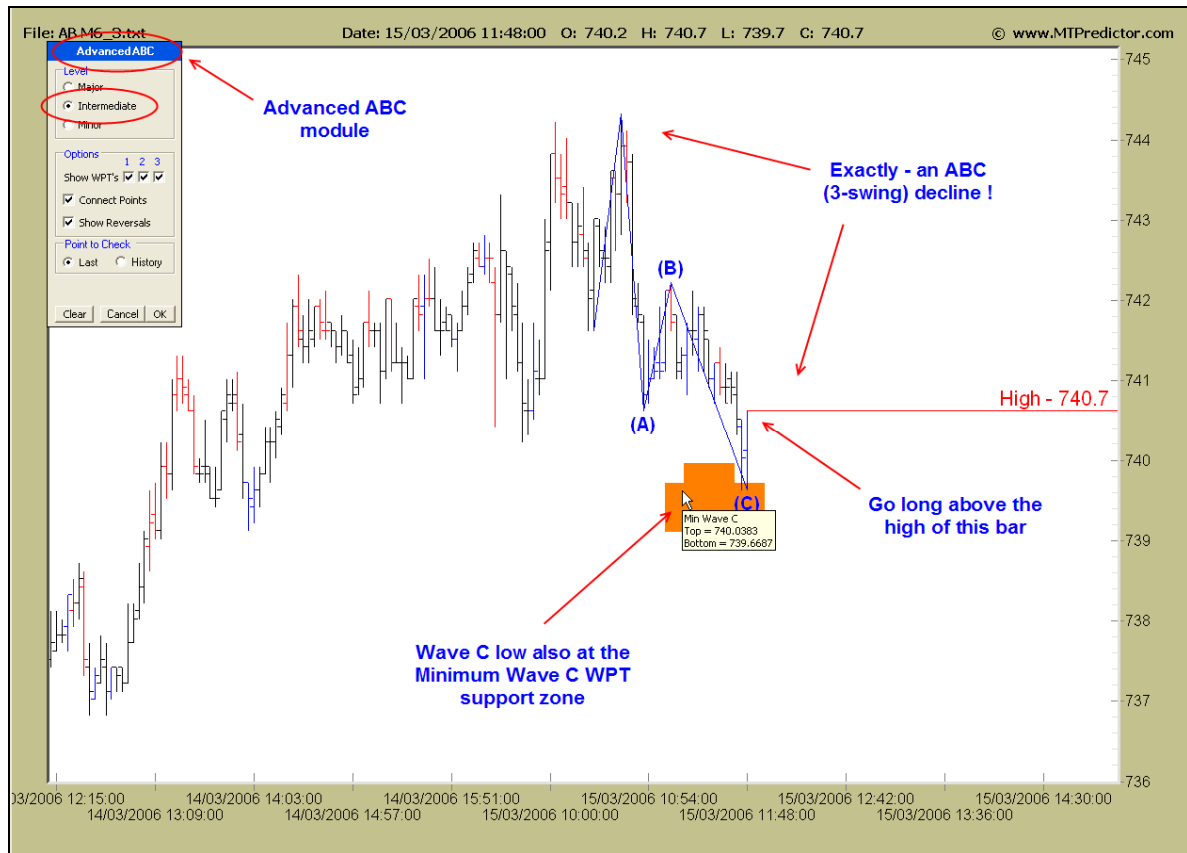 File: AB M6_3.txt Date: 15/03/2006 11:48:00 O: 740.2 H: 740.7 L: 739.7 C: 740.7 © www.MTPredictor.com
Advanced ABC
Level
Major
Intermediate
Minor
Options
1 2 3
Show WPT's
Connect Points
Show Reversals
Point to Check
Last History
Clear Cancel OK
Advanced ABC
module
Exactly - an ABC
(3-swing) decline !
(B)
(A)
(C)
High - 740.7
Go long above the
high of this bar
Min Wave C
Top = 740.0383
Bottom = 739.6687
Wave C low also at the
Minimum Wave C WPT
support zone
745
744
743
742
741
740
739
738
737
736
03/2006 12:15:00 14/03/2006 14:03:00 14/03/2006 15:51:00 15/03/2006 10:54:00 15/03/2006 12:42:00 15/03/2006 14:30:00
14/03/2006 13:09:00 14/03/2006 14:57:00 15/03/2006 10:00:00 15/03/2006 11:48:00 15/03/2006 13:36:00